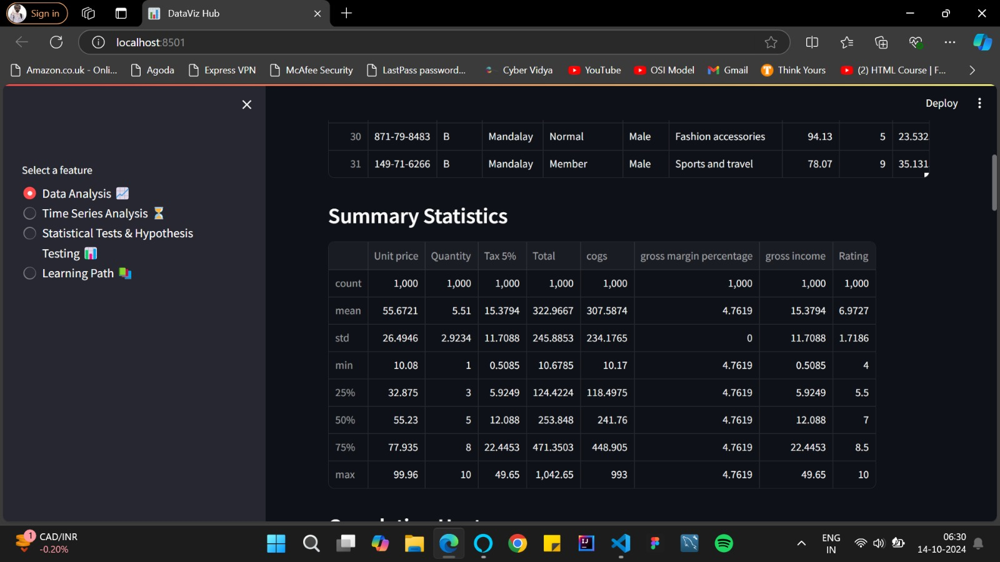 Sign in
DataViz Hub
localhost:8501
Amazon.co.uk - Onli...
Agoda
Express VPN
McAfee Security
LastPass password...
Cyber Vidya
YouTube
OSI Model
Gmail
Think Yours
(2) HTML Course | F...
Deploy
Select a feature
Data Analysis 📈
Time Series Analysis ⏳
Statistical Tests & Hypothesis
Testing 📊
Learning Path 📚
30 871-79-8483 B Mandalay Normal Male Fashion accessories 94.13 5 23.532
31 149-71-6266 B Mandalay Member Male Sports and travel 78.07 9 35.131
Summary Statistics
Unit price Quantity Tax 5% Total cogs gross margin percentage gross income Rating
count 1,000 1,000 1,000 1,000 1,000 1,000 1,000 1,000
mean 55.6721 5.51 15.3794 322.9667 307.5874 4.7619 15.3794 6.9727
std 26.4946 2.9234 11.7088 245.8853 234.1765 0 11.7088 1.7186
min 10.08 1 0.5085 10.6785 10.17 4.7619 0.5085 4
25% 32.875 3 5.9249 124.4224 118.4975 4.7619 5.9249 5.5
50% 55.23 5 12.088 253.848 241.76 4.7619 12.088 7
75% 77.935 8 22.4453 471.3503 448.905 4.7619 22.4453 8.5
max 99.96 10 49.65 1,042.65 993 4.7619 49.65 10
1
CAD/INR
-0.20%
IJ
ENG
IN
06:30
14-10-2024